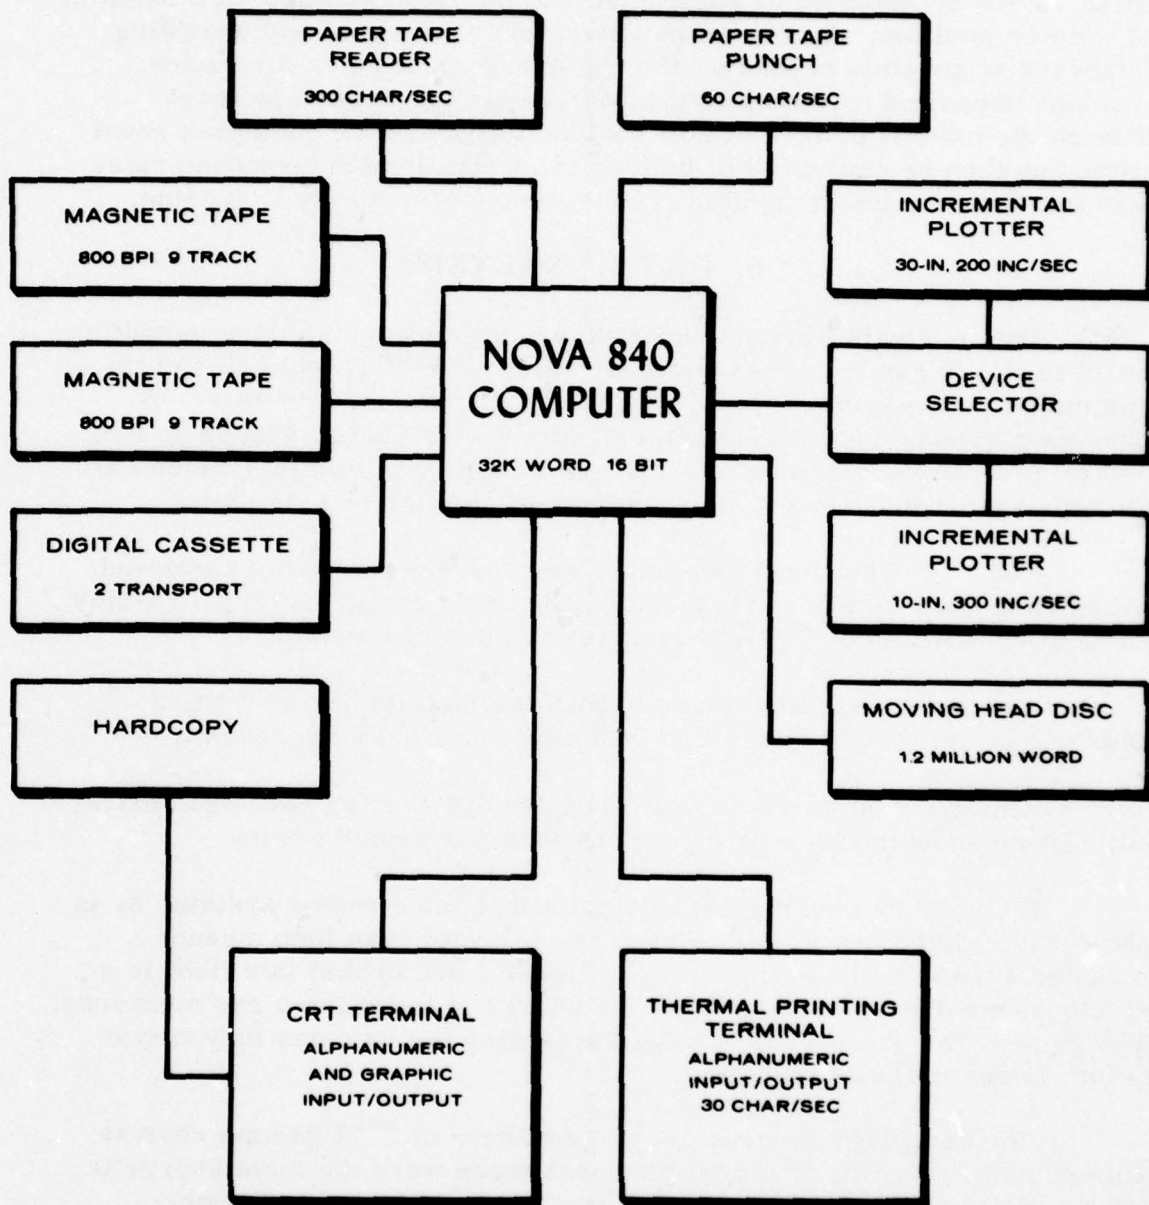 PAPER TAPE
READER
300 CHAR/SEC
PAPER TAPE
PUNCH
60 CHAR/SEC
MAGNETIC TAPE
800 BPI 9 TRACK
INCREMENTAL
PLOTTER
30-IN, 200 INC/SEC
MAGNETIC TAPE
800 BPI 9 TRACK
NOVA 840
COMPUTER
32K WORD 16 BIT
DEVICE
SELECTOR
DIGITAL CASSETTE
2 TRANSPORT
INCREMENTAL
PLOTTER
10-IN, 300 INC/SEC
HARDCOPY
MOVING HEAD DISC
1.2 MILLION WORD
CRT TERMINAL
ALPHANUMERIC
AND GRAPHIC
INPUT/OUTPUT
THERMAL PRINTING
TERMINAL
ALPHANUMERIC
INPUT/OUTPUT
30 CHAR/SEC